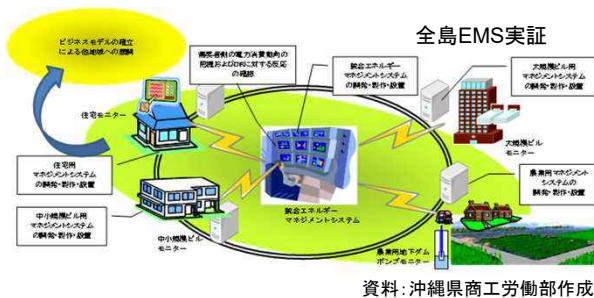 全島EMS実証
ビジネスモデルの確立
による他地域への展開
需要家側の電力消費動向の
把握およびDRに対する反応
の確認
統合エネルギー
マネジメントシステム
の開発・製作・設置
大規模ビル用
マネジメントシステム
の開発・製作・設置
住宅モニター
大規模ビル
モニター
住宅用
マネジメントシステム
の開発・製作・設置
農業用マネジメント
システムの
開発・製作・設置
中小規模ビル用
マネジメントシステム
の開発・製作・設置
統合エネルギー
マネジメントシステム
中小規模ビル
モニター
農業用地下ダム
ポンプモニター
資料：沖縄県商工労働部作成